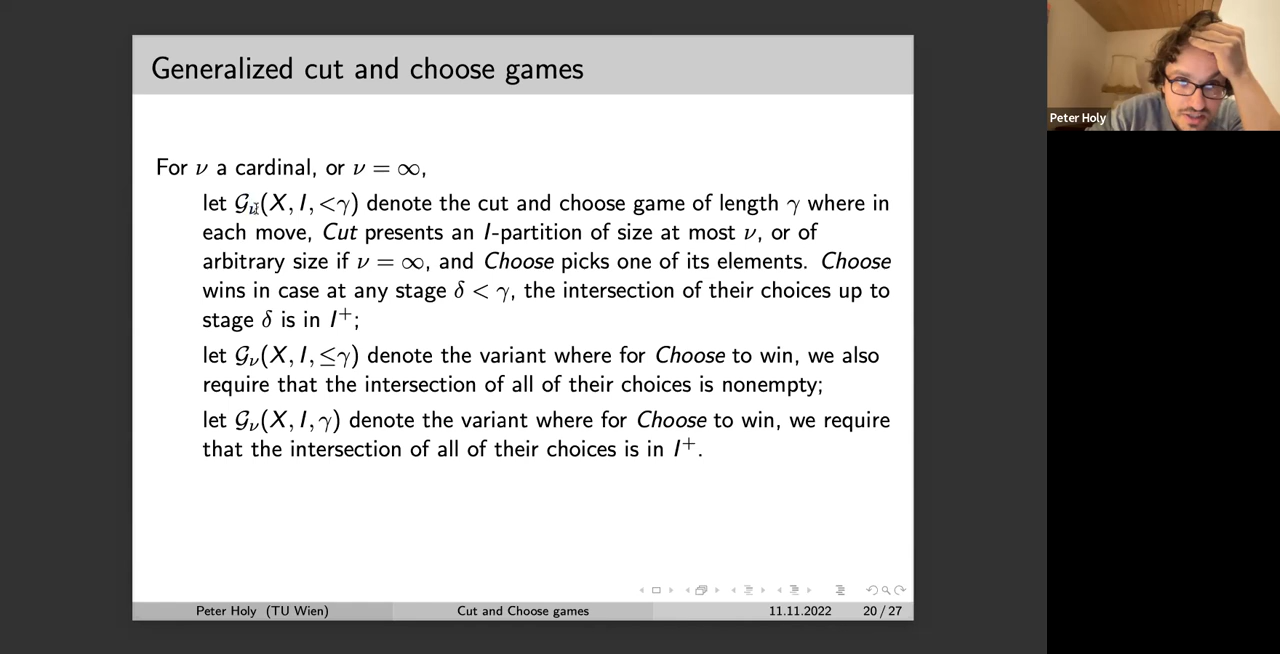 Generalized cut and choose games
Peter Holy
For ν a cardinal, or ν = ∞,
let 𝒢ν(X, I, <γ) denote the cut and choose game of length γ where in
each move, Cut presents an I-partition of size at most ν, or of
arbitrary size if ν = ∞, and Choose picks one of its elements. Choose
wins in case at any stage δ < γ, the intersection of their choices up to
stage δ is in I⁺;
let 𝒢ν(X, I, ≤γ) denote the variant where for Choose to win, we also
require that the intersection of all of their choices is nonempty;
let 𝒢ν(X, I, γ) denote the variant where for Choose to win, we require
that the intersection of all of their choices is in I⁺.
Peter Holy (TU Wien) Cut and Choose games 11.11.2022 20 / 27